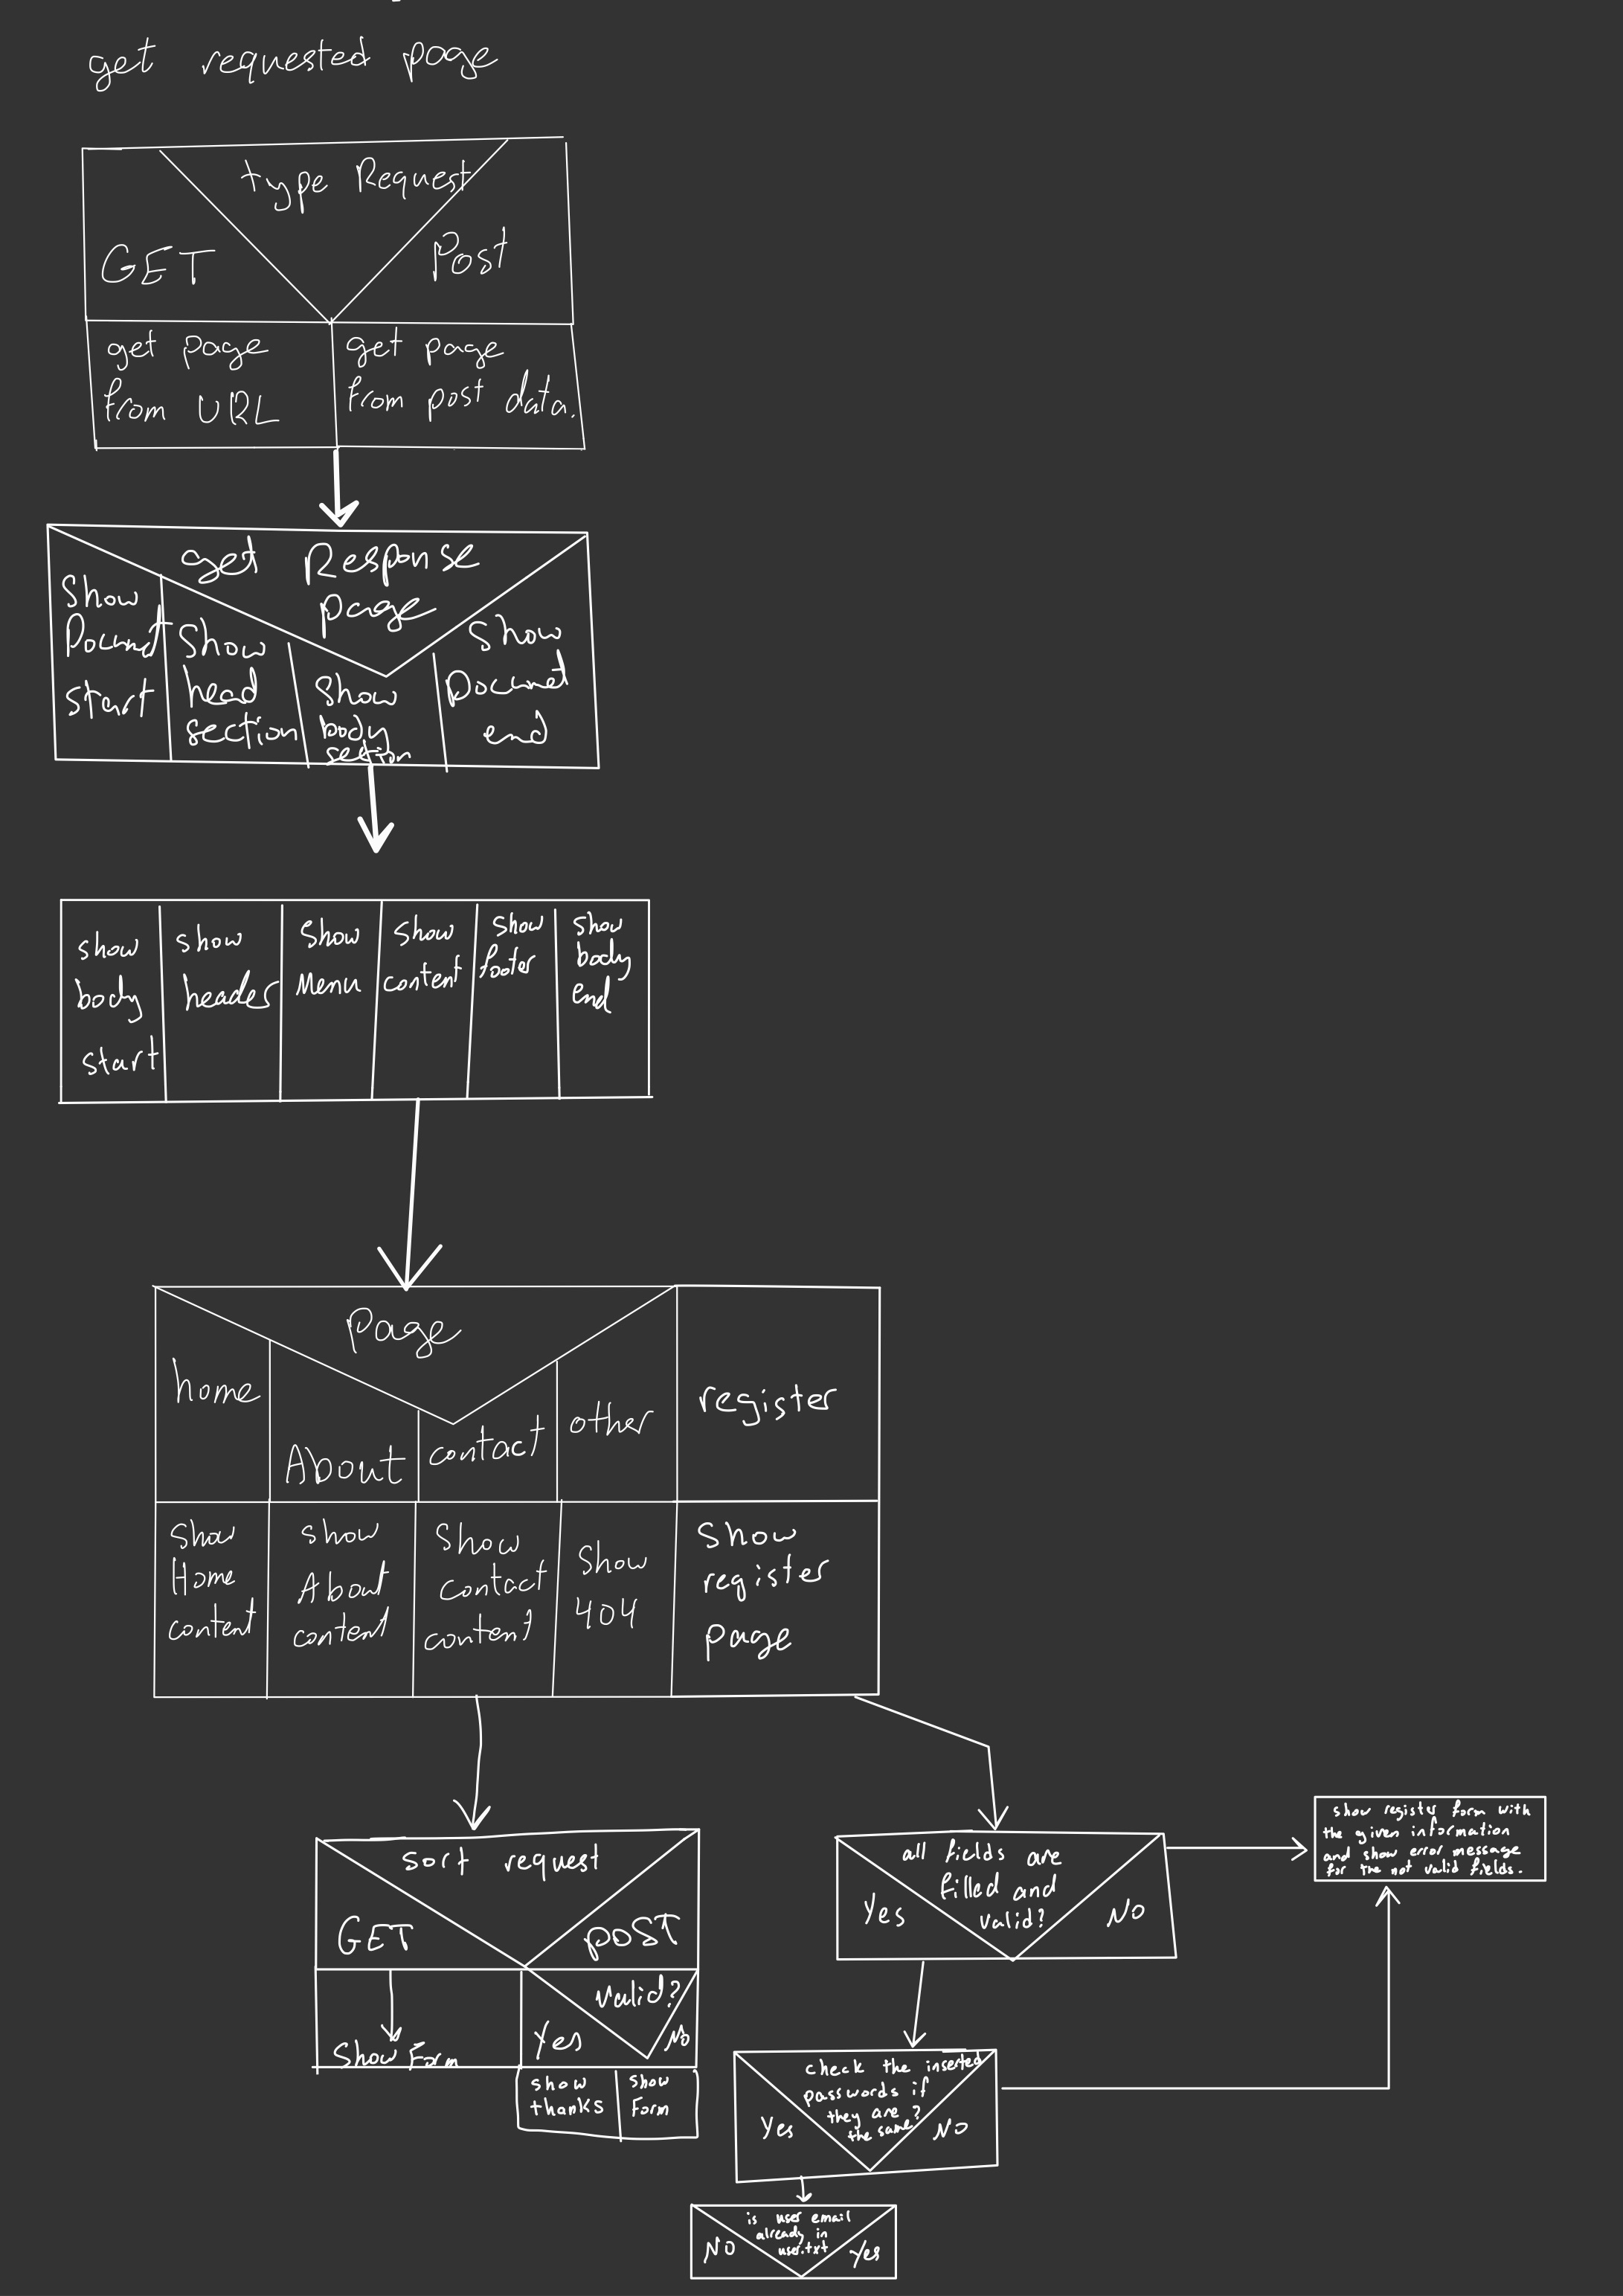 get requested page
type Request
GET
Post
get page
from URL
get page
from post data.
get Response
page
show
start
show
head
section
show
body
section
show
end
show
body
start
show
header
show
Menu
show
content
show
footer
show
body
end
Page
home
About
contact
other
register
show
Home
content
show
About
content
show
contact
content
show
404
show
register
page
sort request
GET
POST
Show Form
valid?
Yes
No
show
thanks
show
form
all fields are
filled and
valid?
Yes
No
show register form with
the given information
and show error message
for the not valid fields.
check the inserted
passwords if
they are
the same?
Yes
No
is user email
already in
user.txt
No
Yes